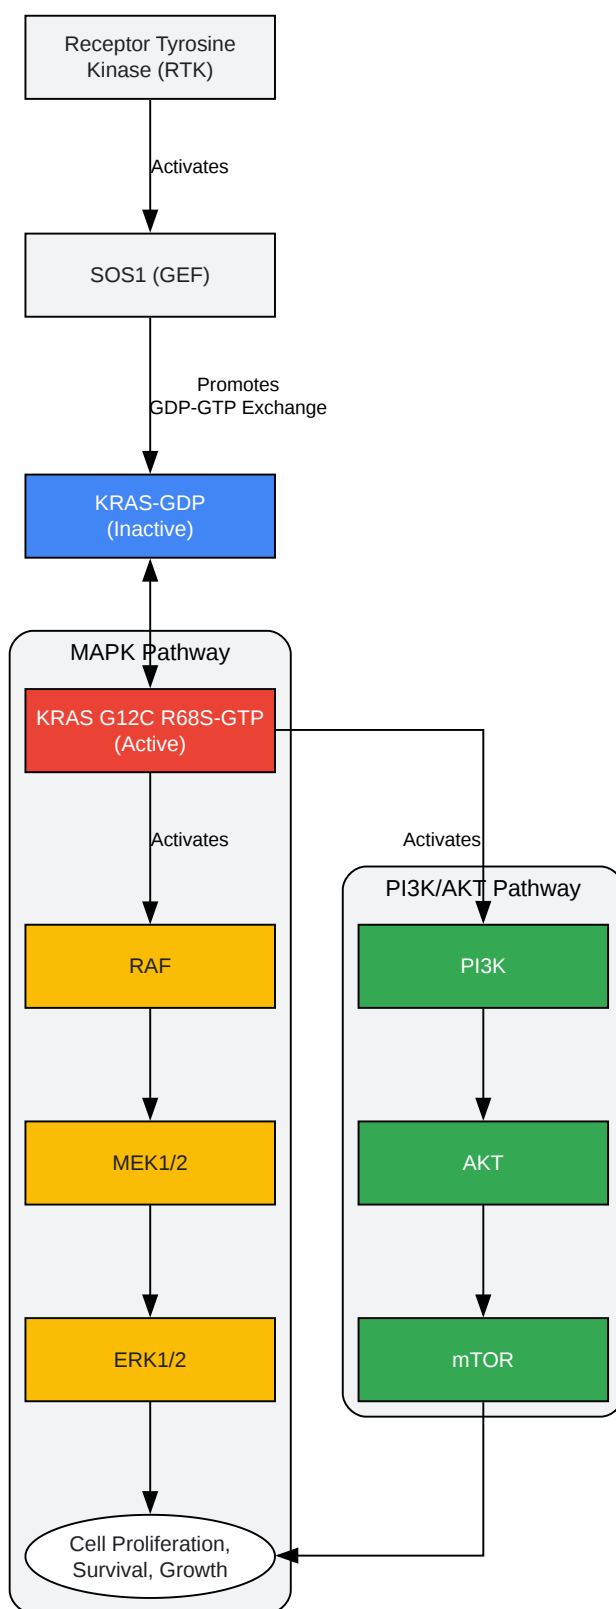 Receptor Tyrosine
Kinase (RTK)
Activates
SOS1 (GEF)
Promotes
GDP-GTP Exchange
KRAS-GDP
(Inactive)
MAPK Pathway
KRAS G12C R68S-GTP
(Active)
Activates
Activates
PI3K/AKT Pathway
RAF
PI3K
MEK1/2
AKT
ERK1/2
mTOR
Cell Proliferation,
Survival, Growth